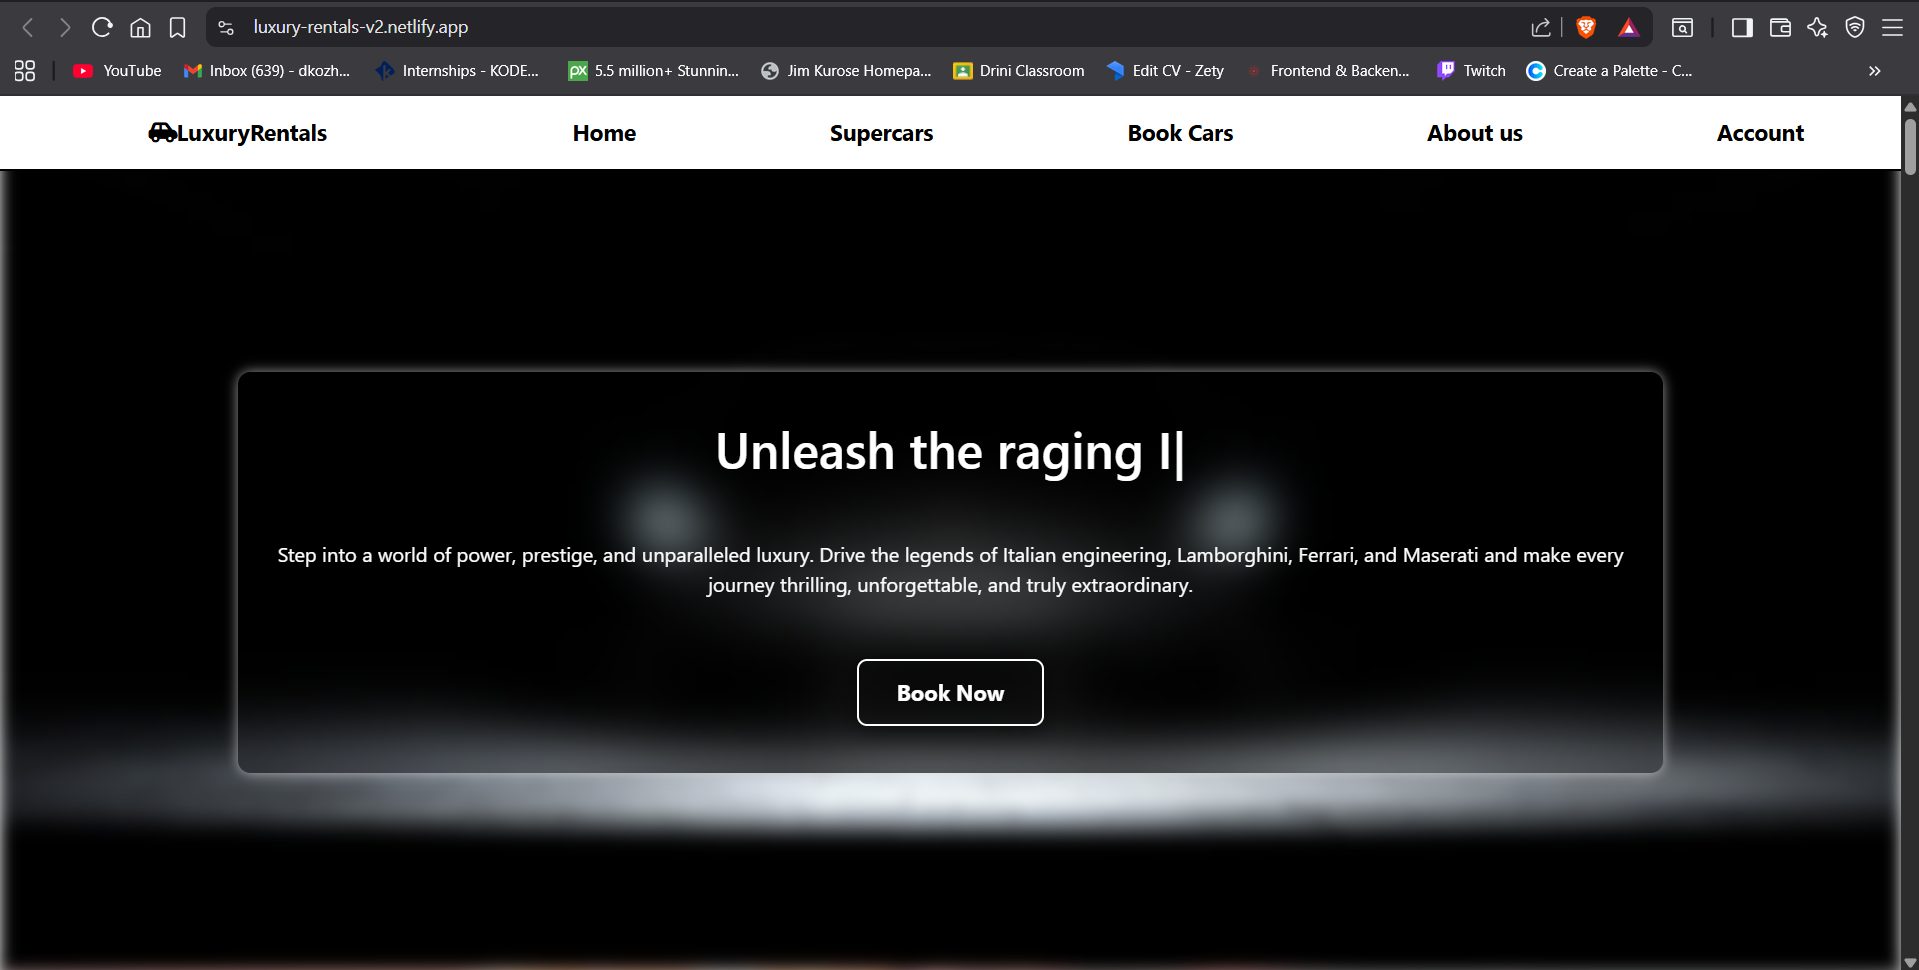 luxury-rentals-v2.netlify.app
YouTube
Inbox (639) - dkozh...
Internships - KODE...
px 5.5 million+ Stunnin...
Jim Kurose Homepa...
Drini Classroom
Edit CV - Zety
Frontend & Backen...
Twitch
Create a Palette - C...
LuxuryRentals
Home
Supercars
Book Cars
About us
Account
Unleash the raging I|
Step into a world of power, prestige, and unparalleled luxury. Drive the legends of Italian engineering, Lamborghini, Ferrari, and Maserati and make every
journey thrilling, unforgettable, and truly extraordinary.
Book Now